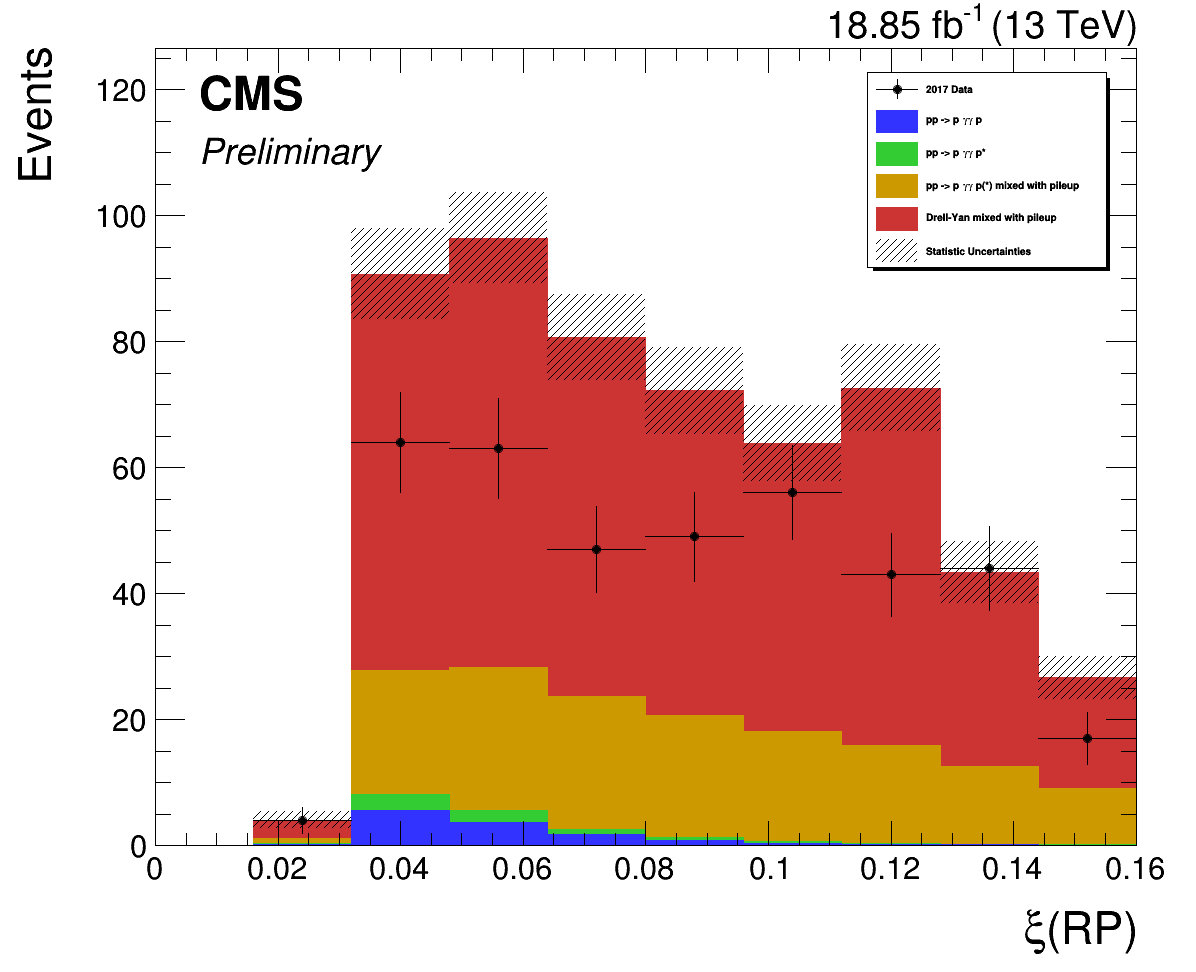 18.85 fb⁻¹ (13 TeV)
Events
CMS
Preliminary
2017 Data
pp -> p γγ p
pp -> p γγ p*
pp -> p γγ p(*) mixed with pileup
Drell-Yan mixed with pileup
Statistic Uncertainties
120
100
80
60
40
20
0
0 0.02 0.04 0.06 0.08 0.1 0.12 0.14 0.16
ξ(RP)